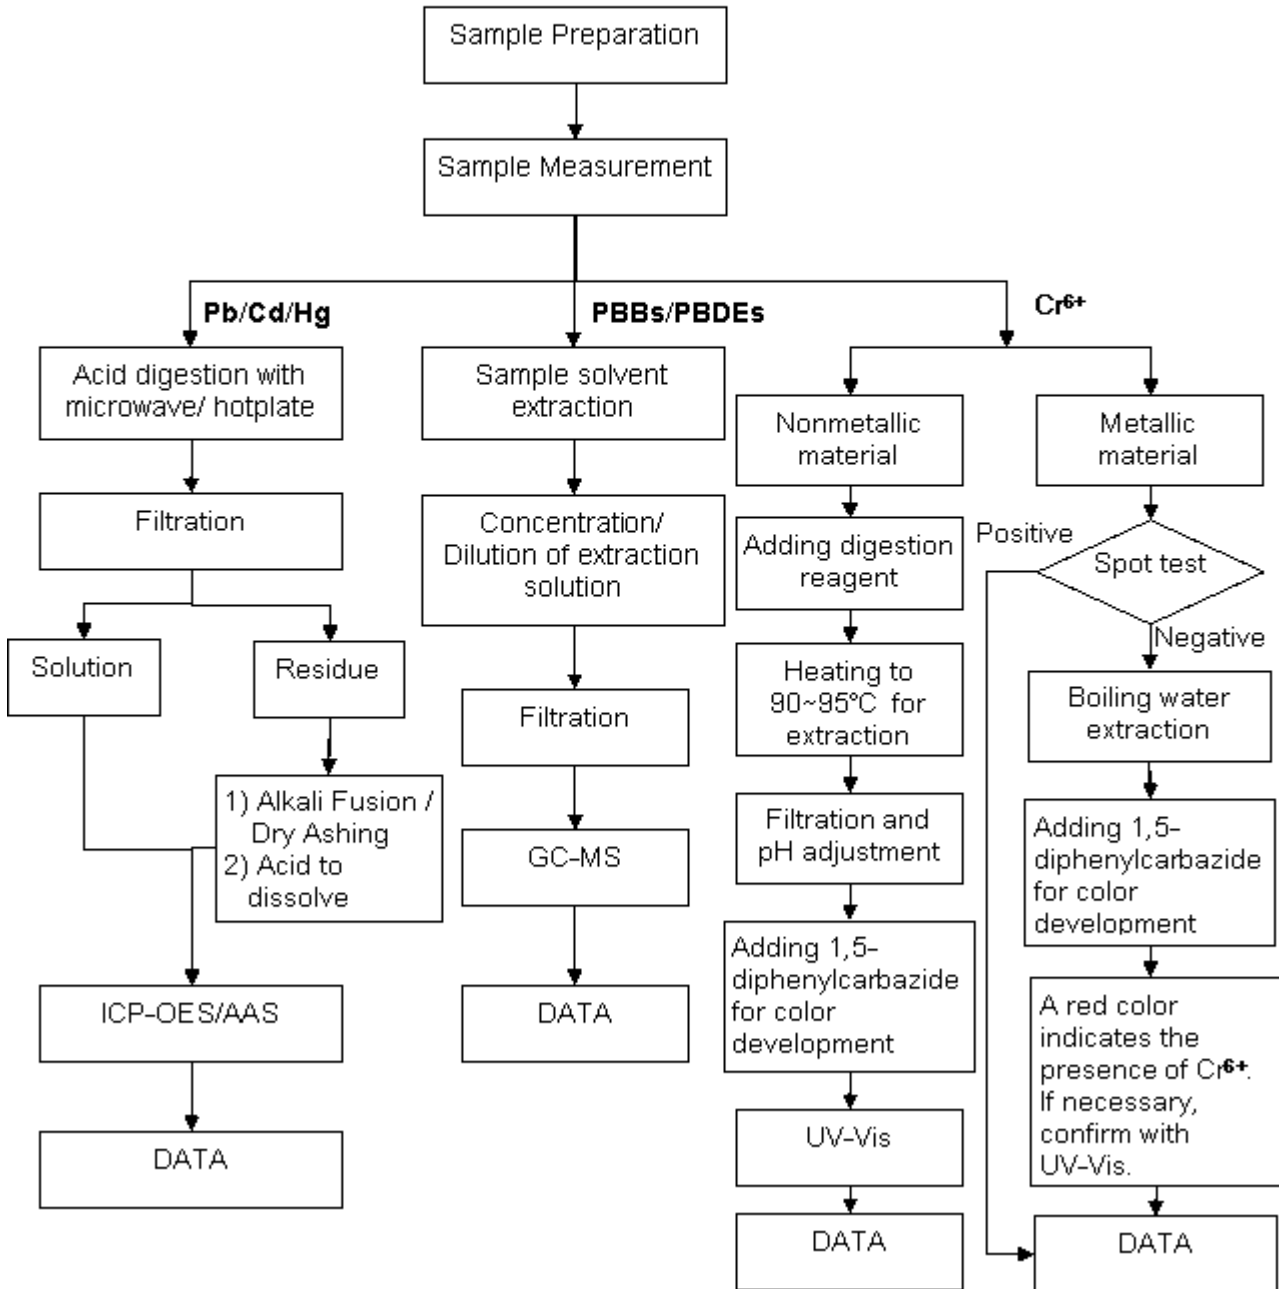 Sample Preparation
Sample Measurement
Pb/Cd/Hg
PBBs/PBDEs
Cr⁶⁺
Acid digestion with
microwave/ hotplate
Filtration
Solution
Residue
1) Alkali Fusion /
Dry Ashing
2) Acid to
dissolve
ICP-OES/AAS
DATA
Sample solvent
extraction
Concentration/
Dilution of extraction
solution
Filtration
GC-MS
DATA
Nonmetallic
material
Adding digestion
reagent
Heating to
90~95°C for
extraction
Filtration and
pH adjustment
Adding 1,5-
diphenylcarbazide
for color
development
UV-Vis
DATA
Metallic
material
Positive
Spot test
Negative
Boiling water
extraction
Adding 1,5-
diphenylcarbazide
for color
development
A red color
indicates the
presence of Cr⁶⁺.
If necessary,
confirm with
UV-Vis.
DATA